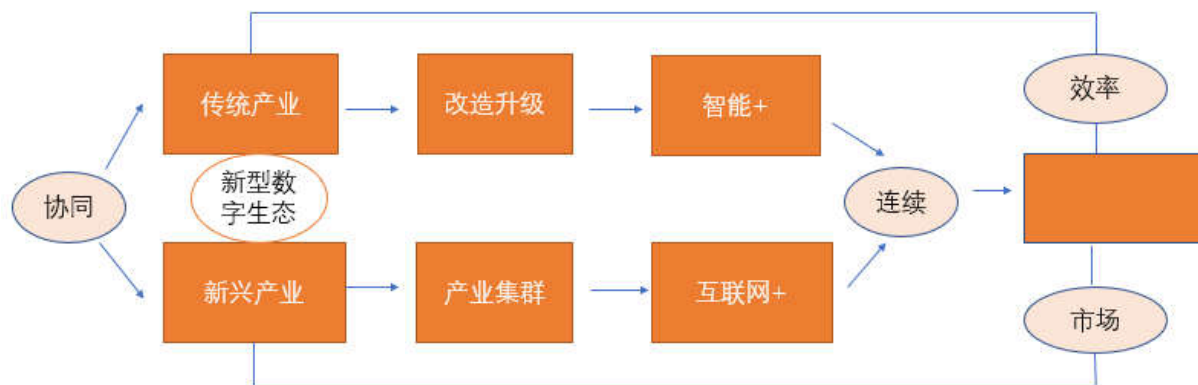 传统产业
改造升级
智能+
效率
协同
新型数
字生态
连续
新兴产业
产业集群
互联网+
市场